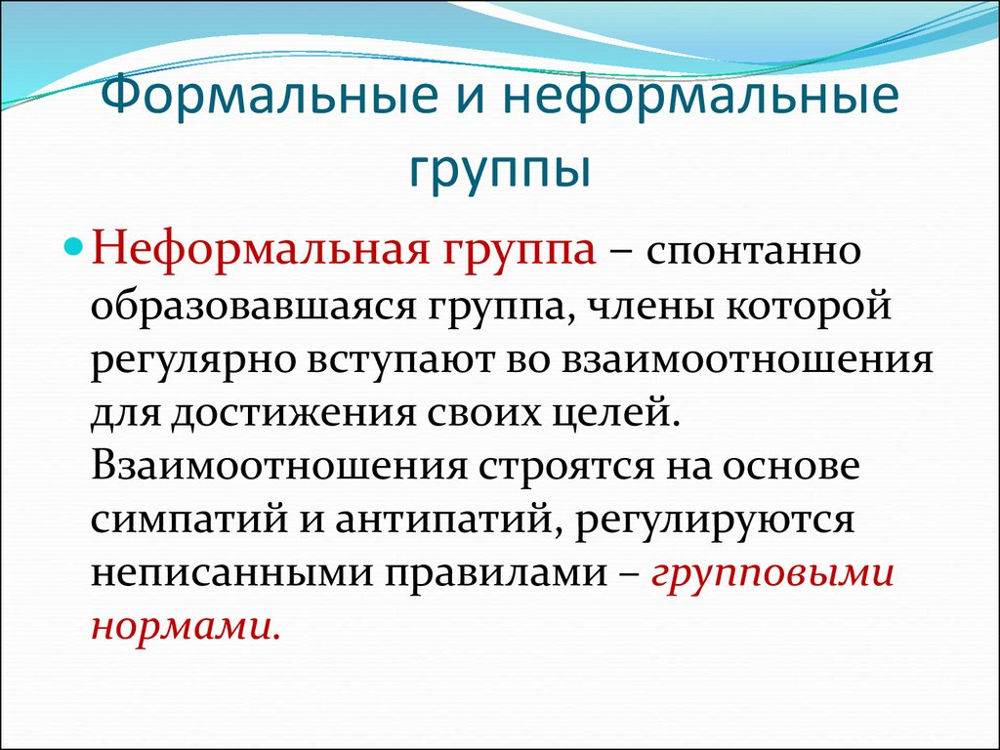 Формальные и неформальные
группы
Неформальная группа – спонтанно
образовавшаяся группа, члены которой
регулярно вступают во взаимоотношения
для достижения своих целей.
Взаимоотношения строятся на основе
симпатий и антипатий, регулируются
неписанными правилами – групповыми
нормами.